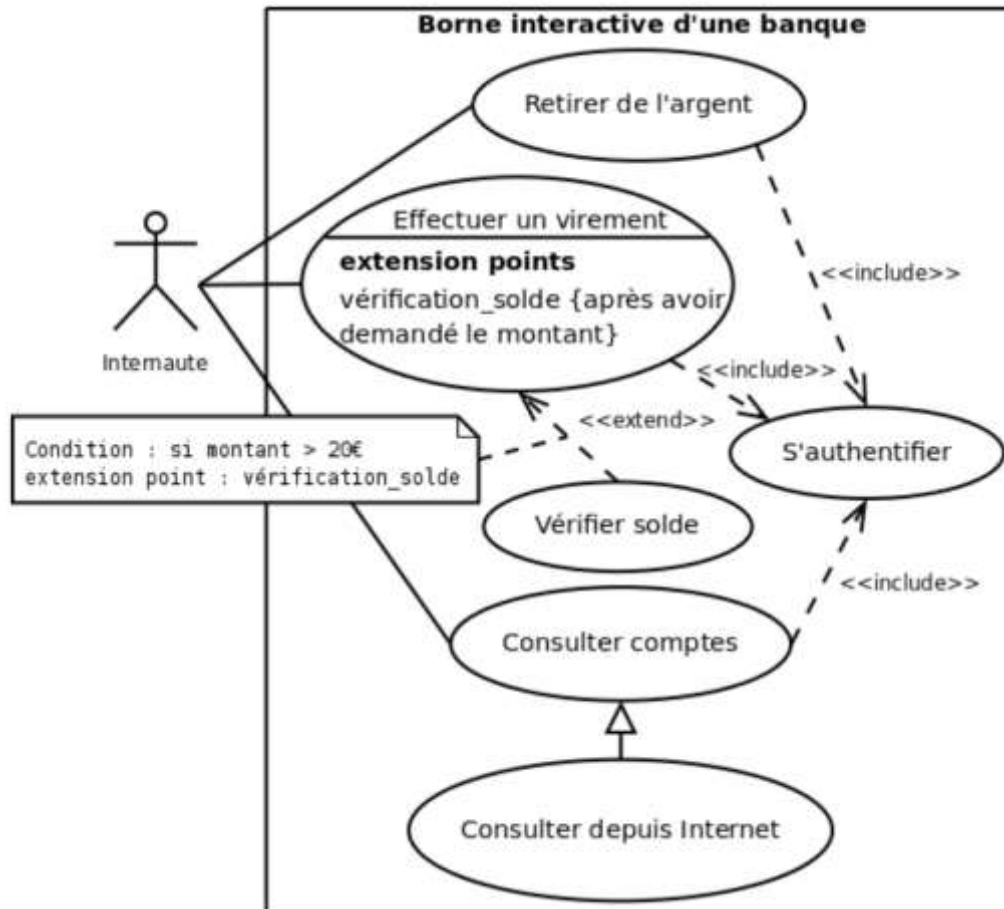 Borne interactive d'une banque
Retirer de l'argent
Effectuer un virement
extension points
vérification_solde {après avoir
demandé le montant}
<<include>>
Internaute
<<include>>
<<extend>>
Condition : si montant > 20€
extension point : vérification_solde
S'authentifier
Vérifier solde
<<include>>
Consulter comptes
Consulter depuis Internet